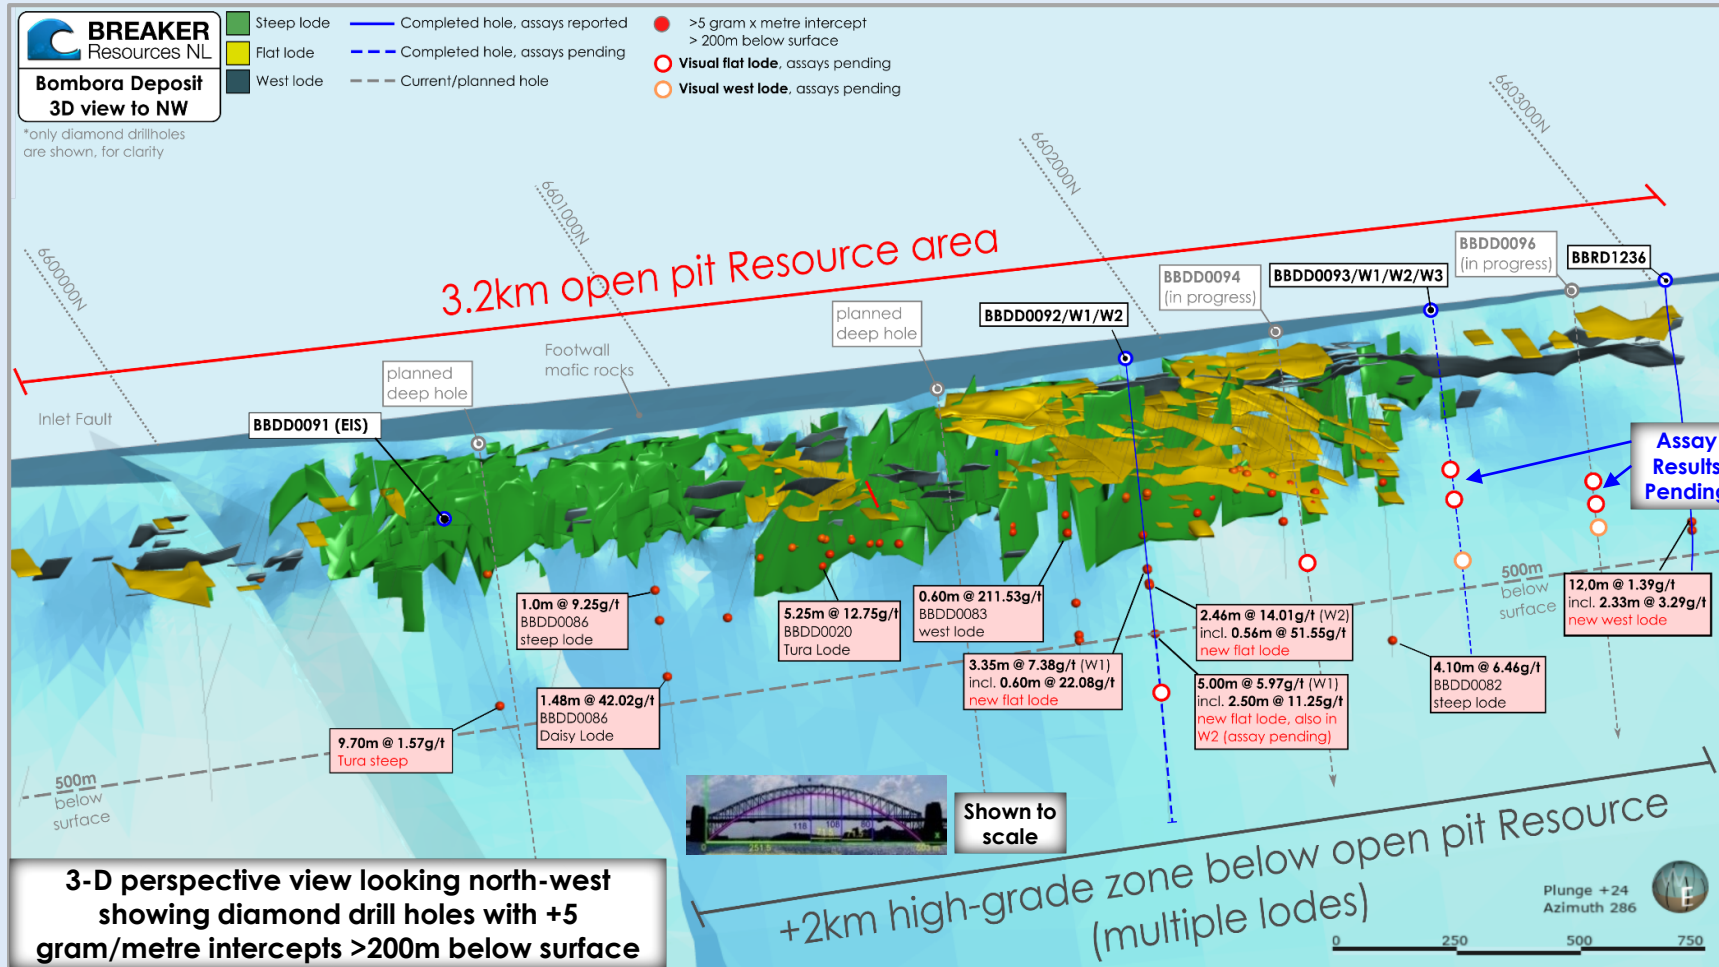 BREAKER
Resources NL
Bombora Deposit
3D view to NW
*only diamond drillholes
are shown, for clarity
Steep lode
Flat lode
West lode
Completed hole, assays reported
Completed hole, assays pending
Current/planned hole
>5 gram x metre intercept
> 200m below surface
Visual flat lode, assays pending
Visual west lode, assays pending
6600000N
6601000N
6602000N
6603000N
3.2km open pit Resource area
Inlet Fault
BBDD0091 (EIS)
planned
deep hole
Footwall
mafic rocks
planned
deep hole
BBDD0092/W1/W2
BBDD0094
(in progress)
BBDD0093/W1/W2/W3
BBDD0096
(in progress)
BBRD1236
Assay
Results
Pending
1.0m @ 9.25g/t
BBDD0086
steep lode
5.25m @ 12.75g/t
BBDD0020
Tura Lode
0.60m @ 211.53g/t
BBDD0083
west lode
2.46m @ 14.01g/t (W2)
incl. 0.56m @ 51.55g/t
new flat lode
500m
below
surface
12.0m @ 1.39g/t
incl. 2.33m @ 3.29g/t
new west lode
3.35m @ 7.38g/t (W1)
incl. 0.60m @ 22.08g/t
new flat lode
5.00m @ 5.97g/t (W1)
incl. 2.50m @ 11.25g/t
new flat lode, also in
W2 (assay pending)
4.10m @ 6.46g/t
BBDD0082
steep lode
1.48m @ 42.02g/t
BBDD0086
Daisy Lode
9.70m @ 1.57g/t
Tura steep
500m
below
surface
Shown to
scale
+2km high-grade zone below open pit Resource
(multiple lodes)
3-D perspective view looking north-west
showing diamond drill holes with +5
gram/metre intercepts >200m below surface
Plunge +24
Azimuth 286
E
0 250 500 750